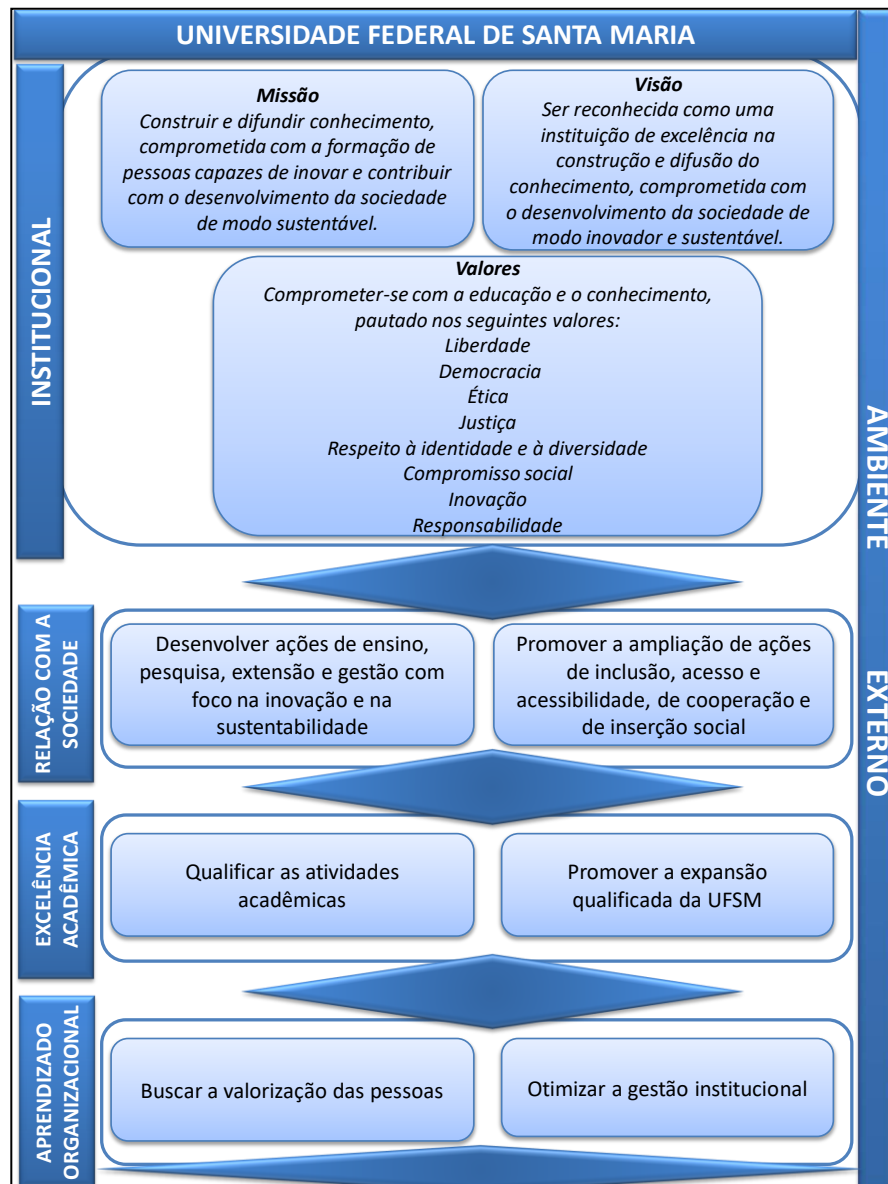 UNIVERSIDADE FEDERAL DE SANTA MARIA
INSTITUCIONAL
Missão
Construir e difundir conhecimento,
comprometida com a formação de
pessoas capazes de inovar e contribuir
com o desenvolvimento da sociedade
de modo sustentável.
Visão
Ser reconhecida como uma
instituição de excelência na
construção e difusão do
conhecimento, comprometida com
o desenvolvimento da sociedade de
modo inovador e sustentável.
Valores
Comprometer-se com a educação e o conhecimento,
pautado nos seguintes valores:
Liberdade
Democracia
Ética
Justiça
Respeito à identidade e à diversidade
Compromisso social
Inovação
Responsabilidade
AMBIENTE EXTERNO
RELAÇÃO COM A
SOCIEDADE
Desenvolver ações de ensino,
pesquisa, extensão e gestão com
foco na inovação e na
sustentabilidade
Promover a ampliação de ações
de inclusão, acesso e
acessibilidade, de cooperação e
de inserção social
EXCELÊNCIA
ACADÊMICA
Qualificar as atividades
acadêmicas
Promover a expansão
qualificada da UFSM
APRENDIZADO
ORGANIZACIONAL
Buscar a valorização das pessoas
Otimizar a gestão institucional